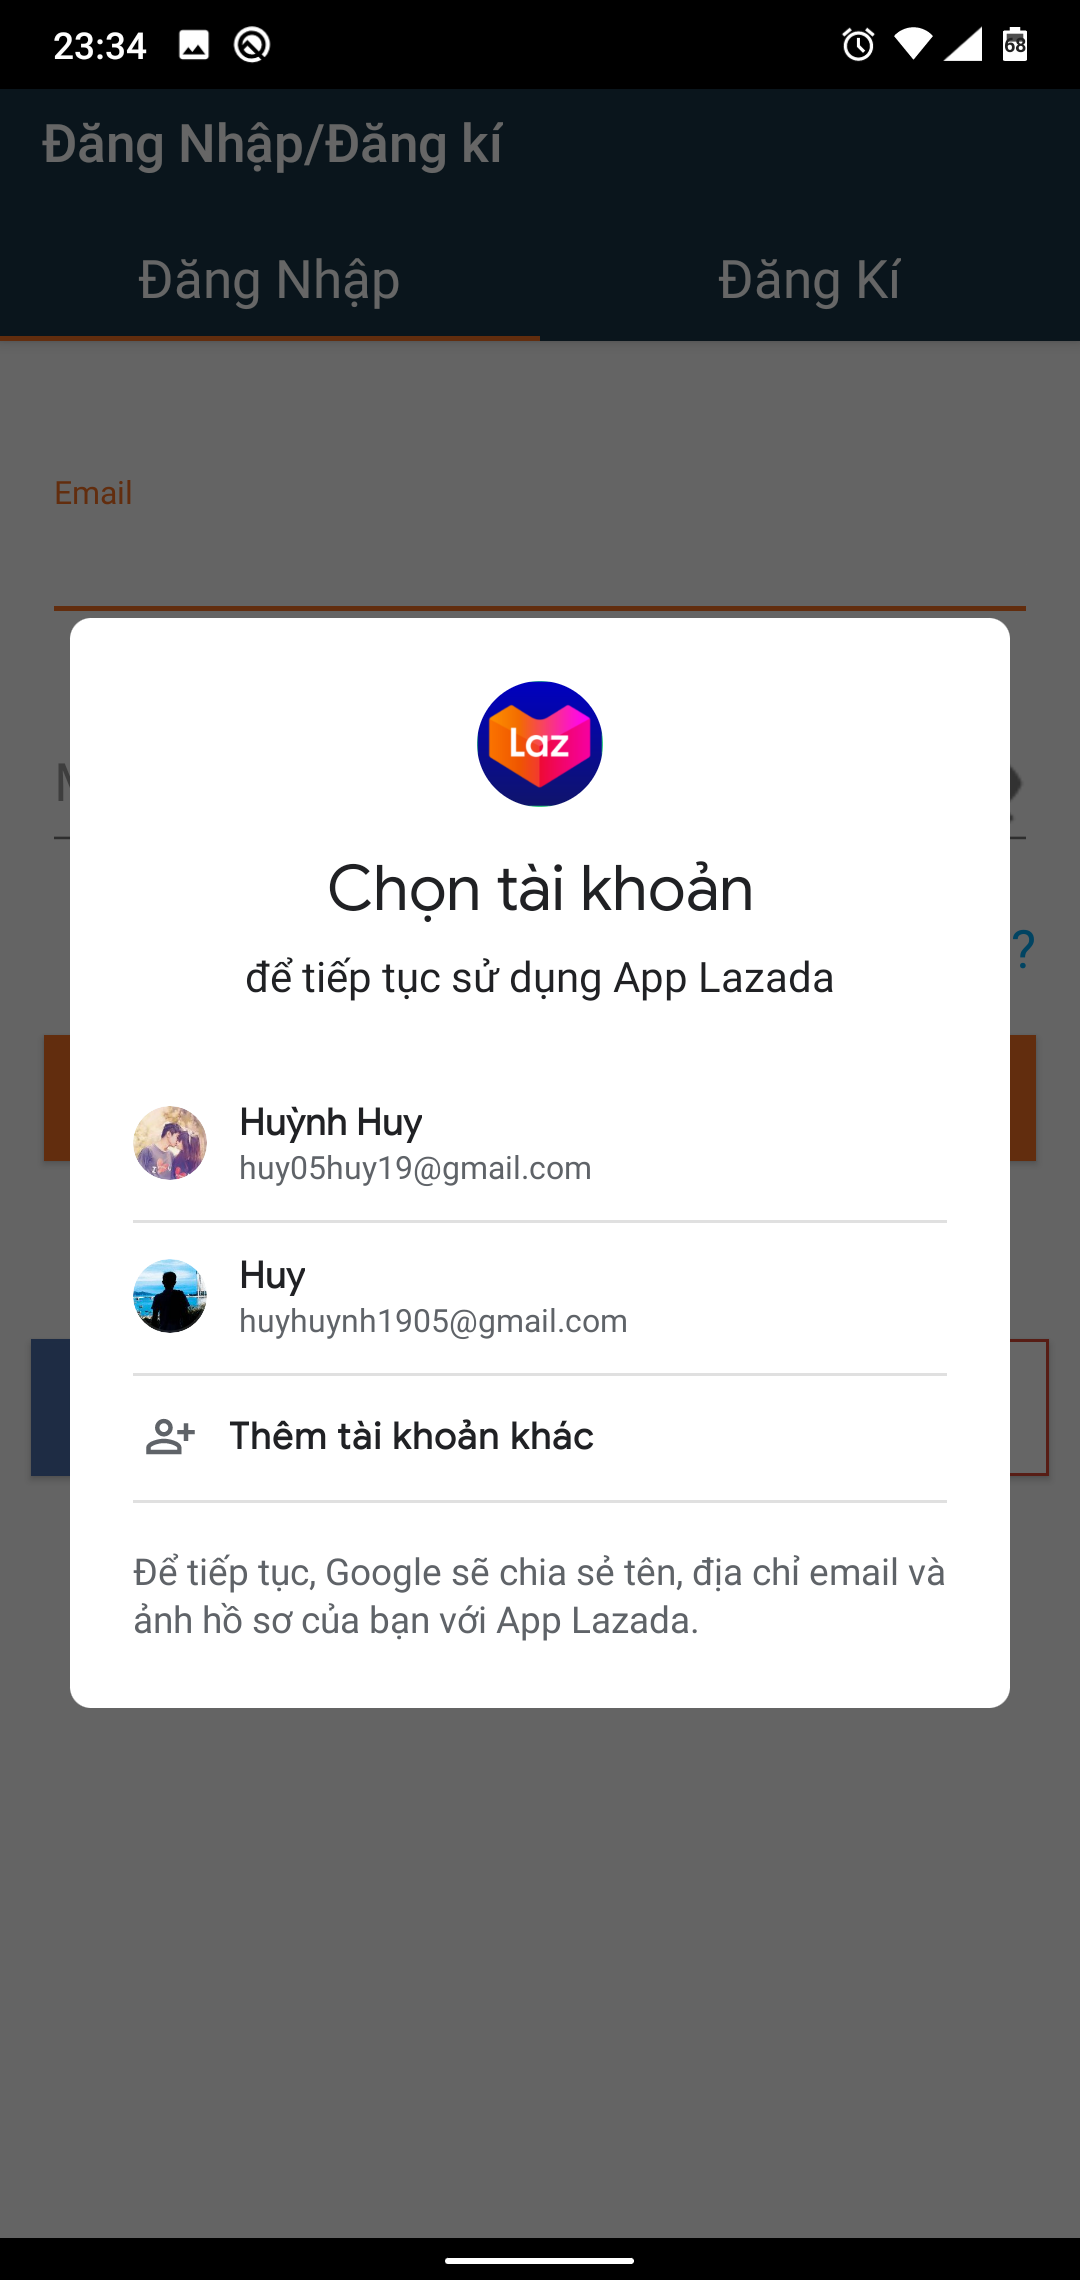 23:34
68
Đăng Nhập/Đăng kí
Đăng Nhập
Đăng Kí
Email
Laz
Chọn tài khoản
?
để tiếp tục sử dụng App Lazada
Huỳnh Huy
huy05huy19@gmail.com
Huy
huyhuynh1905@gmail.com
Thêm tài khoản khác
Để tiếp tục, Google sẽ chia sẻ tên, địa chỉ email và
ảnh hồ sơ của bạn với App Lazada.